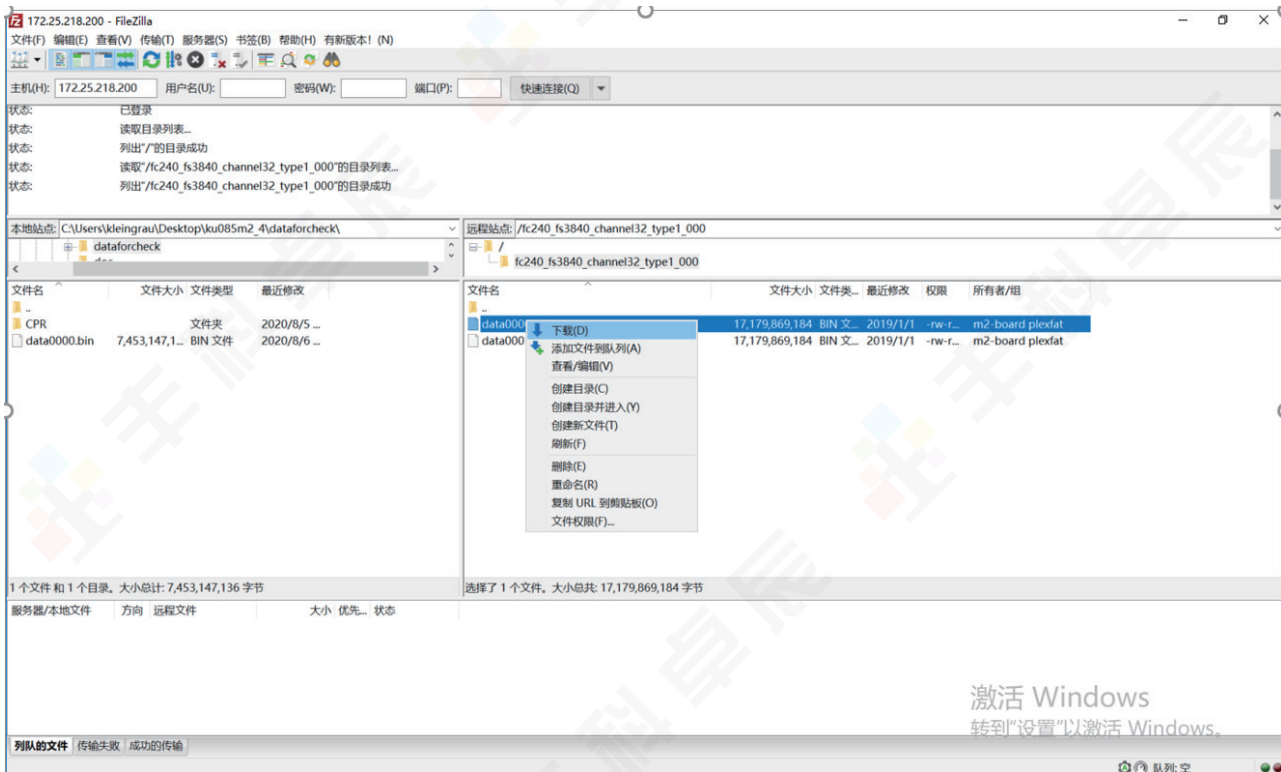 172.25.218.200 - FileZilla
文件(F) 编辑(E) 查看(V) 传输(T) 服务器(S) 书签(B) 帮助(H) 有新版本! (N)
主机(H): 172.25.218.200 用户名(U): 密码(W): 端口(P): 快速连接(Q)
状态: 已登录
状态: 读取目录列表...
状态: 列出"/"的目录成功
状态: 读取"/fc240_fs3840_channel32_type1_000"的目录列表...
状态: 列出"/fc240_fs3840_channel32_type1_000"的目录成功
本地站点: C:\Users\kleingrau\Desktop\ku085m2_4\dataforcheck\
dataforcheck
远程站点: /fc240_fs3840_channel32_type1_000
/
fc240_fs3840_channel32_type1_000
文件名 文件大小 文件类型 最近修改
..
CPR 文件夹 2020/8/5 ...
data0000.bin 7,453,147,1... BIN 文件 2020/8/6 ...
1 个文件 和 1 个目录。大小总计: 7,453,147,136 字节
文件名 文件大小 文件类... 最近修改 权限 所有者/组
..
data000 17,179,869,184 BIN 文... 2019/1/1 -rw-r... m2-board plexfat
data000 17,179,869,184 BIN 文... 2019/1/1 -rw-r... m2-board plexfat
下载(D)
添加文件到队列(A)
查看/编辑(V)
创建目录(C)
创建目录并进入(Y)
创建新文件(T)
刷新(F)
删除(E)
重命名(R)
复制 URL 到剪贴板(O)
文件权限(F)...
选择了 1 个文件。大小总共: 17,179,869,184 字节
服务器/本地文件 方向 远程文件 大小 优先... 状态
激活 Windows
转到"设置"以激活 Windows。
列队的文件 传输失败 成功的传输
队列: 空
丰科卓辰